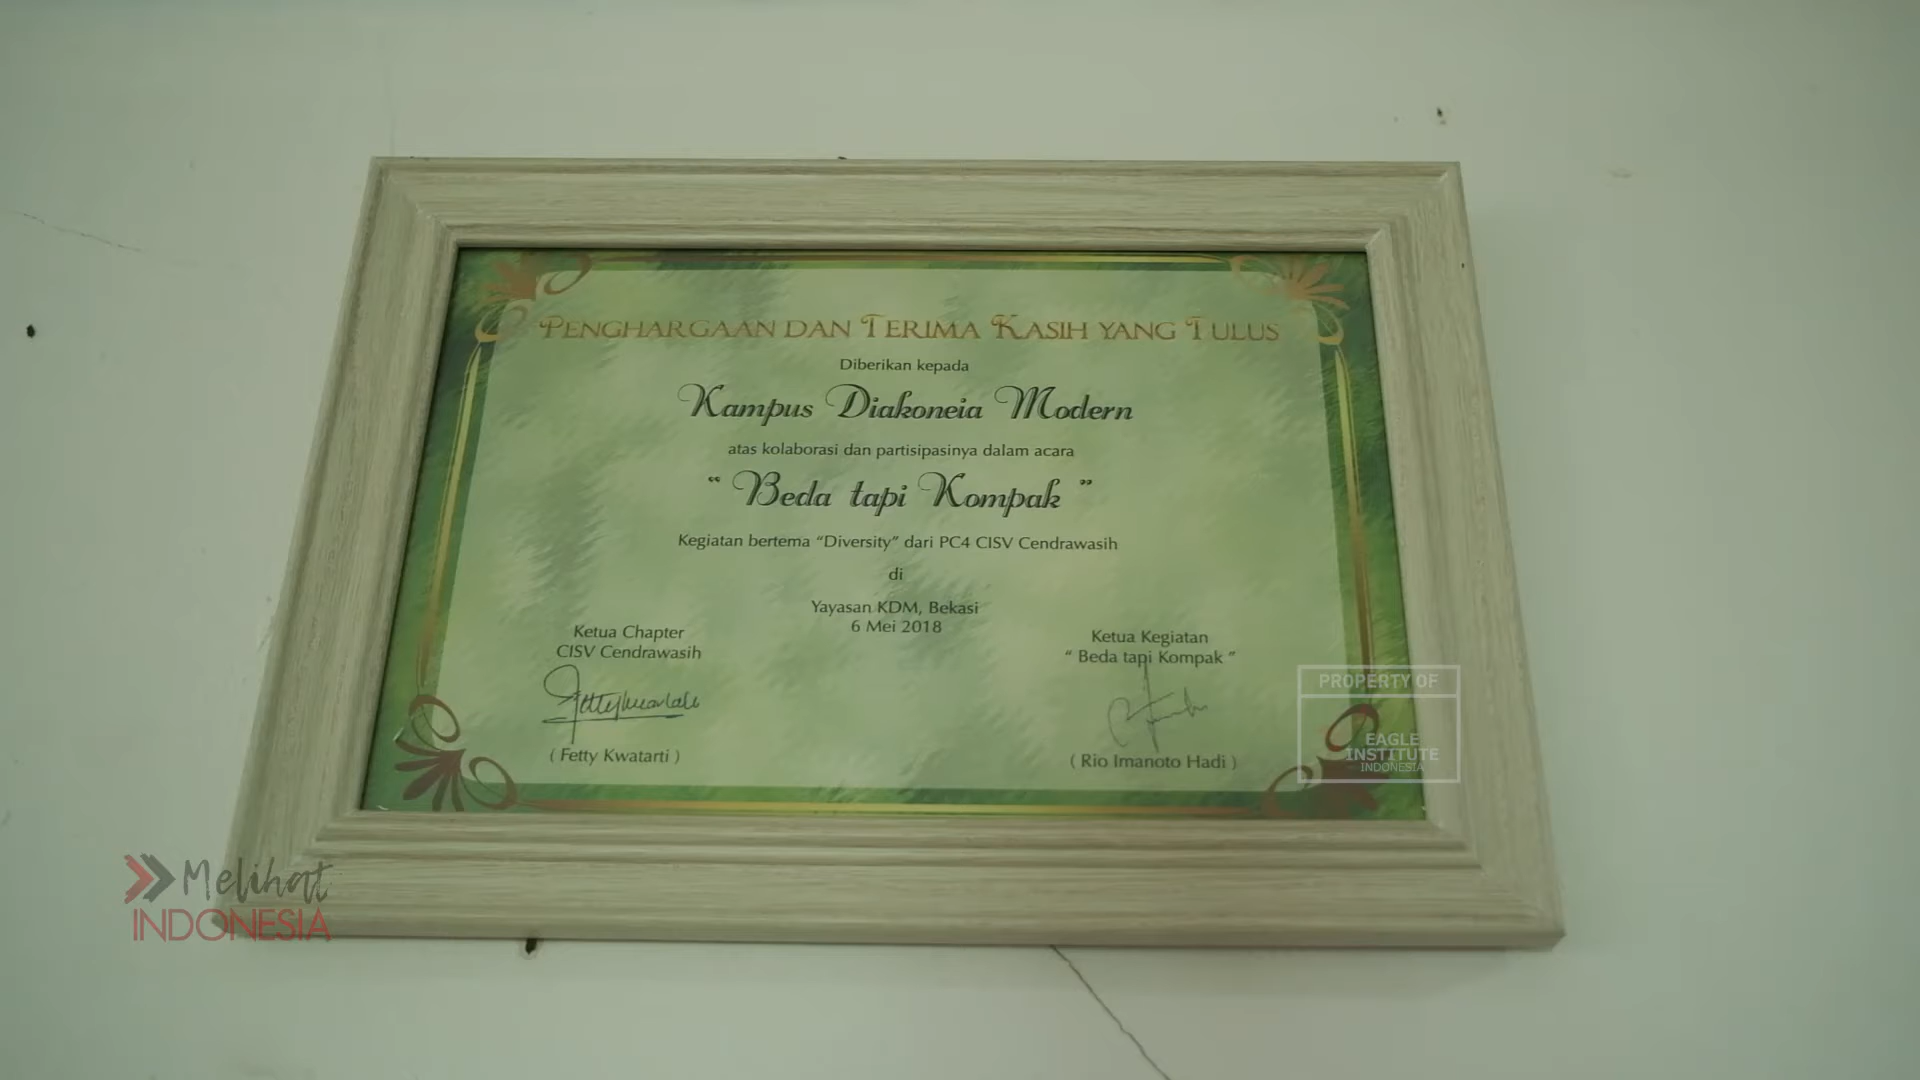 PENGHARGAAN DAN TERIMA KASIH YANG TULUS
Diberikan kepada
Kampus Diakoneia Modern
atas kolaborasi dan partisipasinya dalam acara
“ Beda tapi Kompak ”
Kegiatan bertema “Diversity” dari PC4 CISV Cendrawasih
di
Yayasan KDM, Bekasi
6 Mei 2018
Ketua Chapter
CISV Cendrawasih
( Fetty Kwatarti )
Ketua Kegiatan
“ Beda tapi Kompak ”
( Rio Imanoto Hadi )
PROPERTY OF
EAGLE
INSTITUTE
INDONESIA
Melihat
INDONESIA